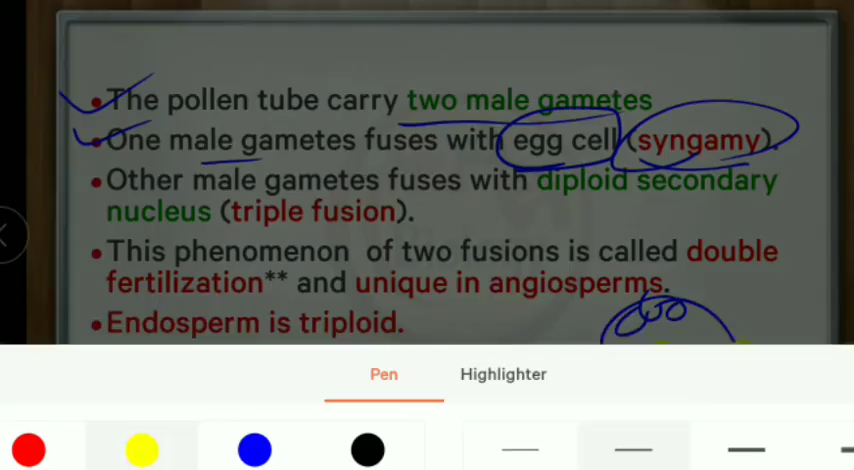 •The pollen tube carry two male gametes
•One male gametes fuses with egg cell (syngamy).
•Other male gametes fuses with diploid secondary
nucleus (triple fusion).
•This phenomenon of two fusions is called double
fertilization** and unique in angiosperms.
•Endosperm is triploid.
Pen Highlighter